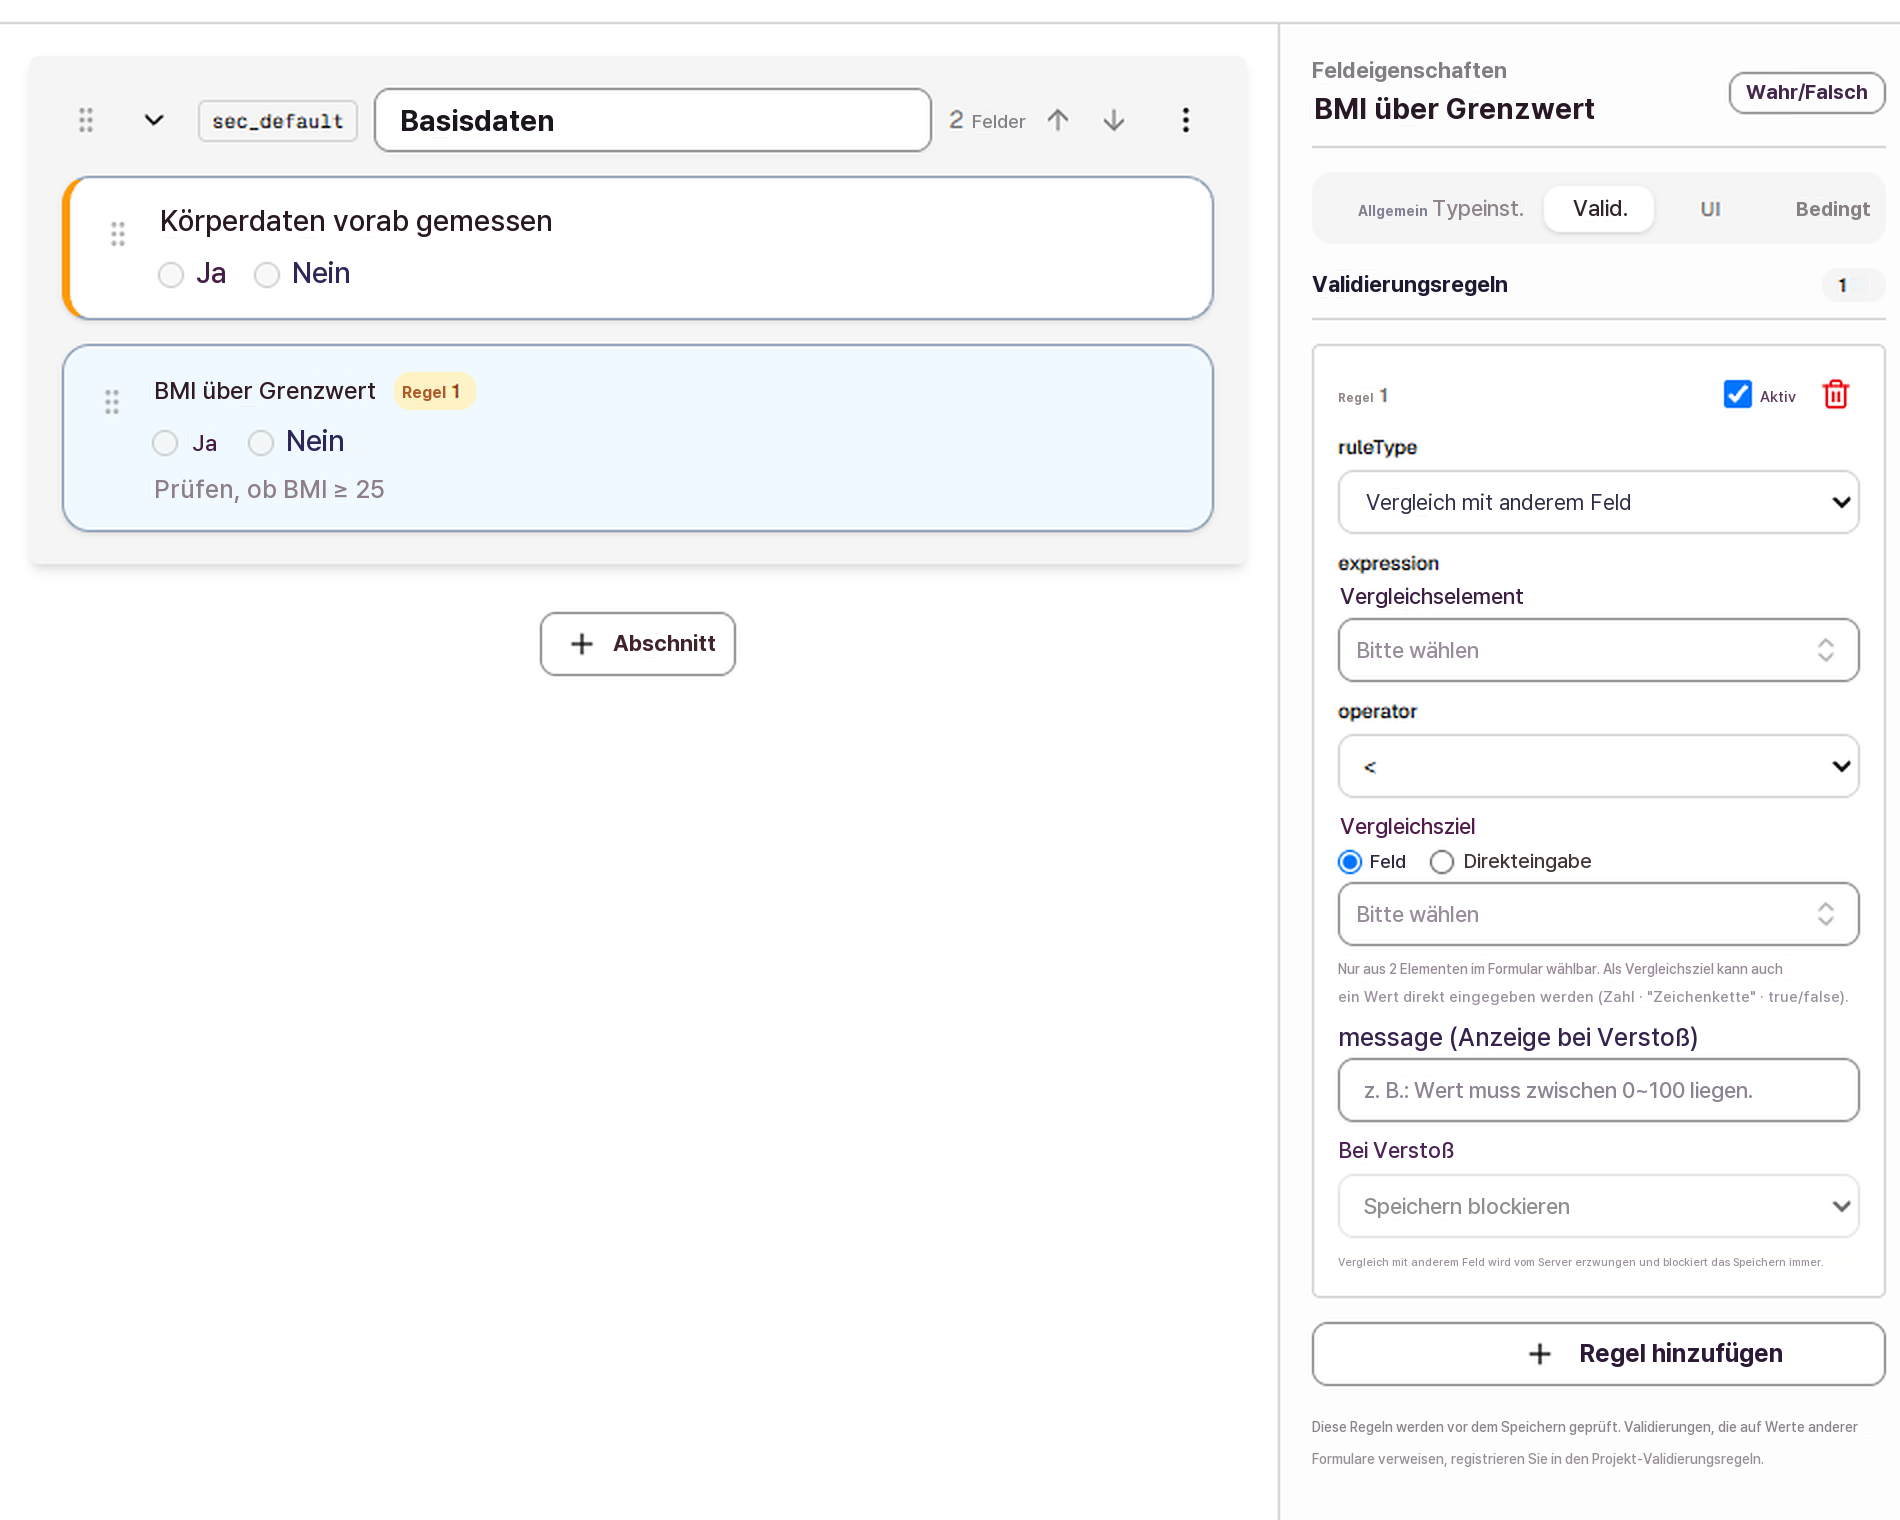 sec_default Basisdaten 2 Felder
Körperdaten vorab gemessen
Ja Nein
BMI über Grenzwert Regel 1
Ja Nein
Prüfen, ob BMI ≥ 25
+ Abschnitt
Feldeigenschaften
BMI über Grenzwert Wahr/Falsch
Allgemein Typeinst. Valid. UI Bedingt
Validierungsregeln 1
Regel 1 Aktiv
ruleType
Vergleich mit anderem Feld
expression
Vergleichselement
Bitte wählen
operator
<
Vergleichsziel
Feld Direkteingabe
Bitte wählen
Nur aus 2 Elementen im Formular wählbar. Als Vergleichsziel kann auch
ein Wert direkt eingegeben werden (Zahl · "Zeichenkette" · true/false).
message (Anzeige bei Verstoß)
z. B.: Wert muss zwischen 0~100 liegen.
Bei Verstoß
Speichern blockieren
Vergleich mit anderem Feld wird vom Server erzwungen und blockiert das Speichern immer.
+ Regel hinzufügen
Diese Regeln werden vor dem Speichern geprüft. Validierungen, die auf Werte anderer
Formulare verweisen, registrieren Sie in den Projekt-Validierungsregeln.